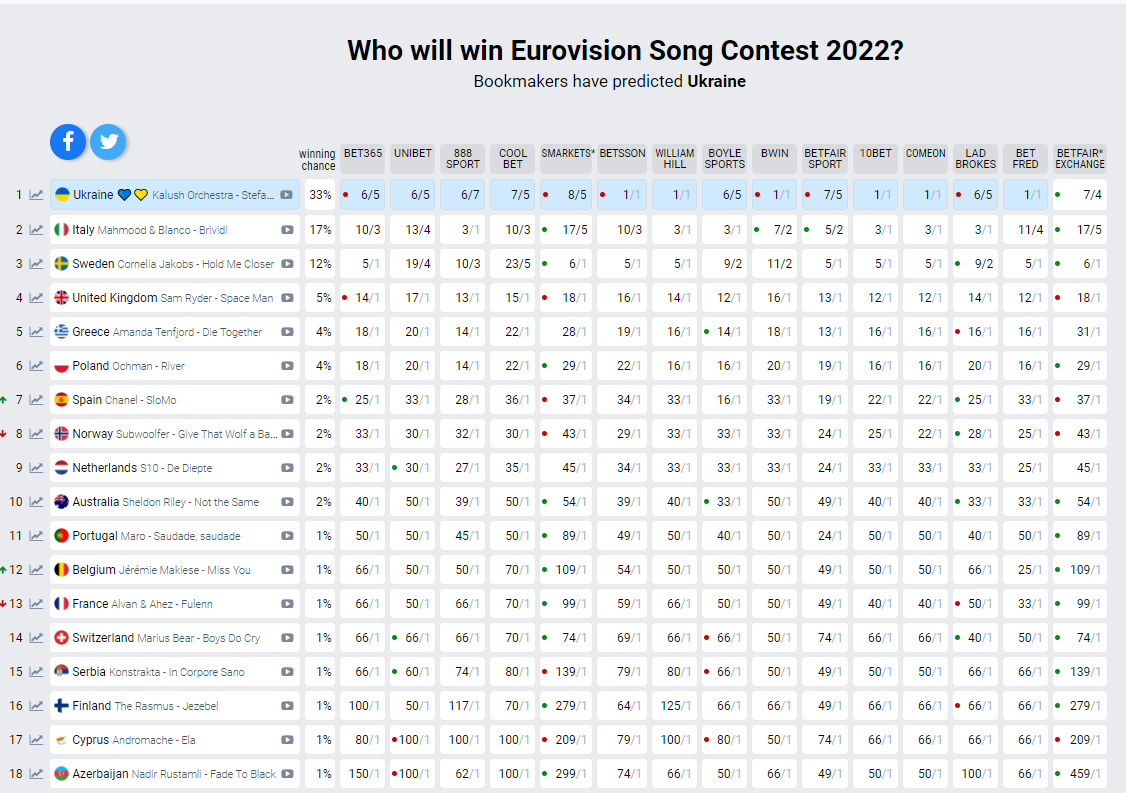 Who will win Eurovision Song Contest 2022?
Bookmakers have predicted Ukraine
winning chance BET365 UNIBET 888 SPORT COOL BET SMARKETS* BETSSON WILLIAM HILL BOYLE SPORTS BWIN BETFAIR SPORT 10BET COMEON LAD BROKES BET FRED BETFAIR* EXCHANGE
1 Ukraine 💙💛 Kalush Orchestra - Stefa... 33% 6/5 6/5 6/7 7/5 8/5 1/1 1/1 6/5 1/1 7/5 1/1 1/1 6/5 1/1 7/4
2 Italy Mahmood & Blanco - Brividi 17% 10/3 13/4 3/1 10/3 17/5 10/3 3/1 3/1 7/2 5/2 3/1 3/1 3/1 11/4 17/5
3 Sweden Cornelia Jakobs - Hold Me Closer 12% 5/1 19/4 10/3 23/5 6/1 5/1 5/1 9/2 11/2 5/1 5/1 5/1 9/2 5/1 6/1
4 United Kingdom Sam Ryder - Space Man 5% 14/1 17/1 13/1 15/1 18/1 16/1 14/1 12/1 16/1 13/1 12/1 12/1 14/1 12/1 18/1
5 Greece Amanda Tenfjord - Die Together 4% 18/1 20/1 14/1 22/1 28/1 19/1 16/1 14/1 18/1 13/1 16/1 16/1 16/1 16/1 31/1
6 Poland Ochman - River 4% 18/1 20/1 14/1 22/1 29/1 22/1 16/1 16/1 20/1 19/1 16/1 16/1 20/1 16/1 29/1
7 Spain Chanel - SloMo 2% 25/1 33/1 28/1 36/1 37/1 34/1 33/1 16/1 33/1 19/1 22/1 22/1 25/1 33/1 37/1
8 Norway Subwoolfer - Give That Wolf a Ba... 2% 33/1 30/1 32/1 30/1 43/1 29/1 33/1 33/1 33/1 24/1 25/1 22/1 28/1 25/1 43/1
9 Netherlands S10 - De Diepte 2% 33/1 30/1 27/1 35/1 45/1 34/1 33/1 33/1 33/1 24/1 33/1 33/1 33/1 25/1 45/1
10 Australia Sheldon Riley - Not the Same 2% 40/1 50/1 39/1 50/1 54/1 39/1 40/1 33/1 50/1 49/1 40/1 40/1 33/1 33/1 54/1
11 Portugal Maro - Saudade, saudade 1% 50/1 50/1 45/1 50/1 89/1 49/1 50/1 40/1 50/1 24/1 50/1 50/1 40/1 50/1 89/1
12 Belgium Jérémie Makiese - Miss You 1% 66/1 50/1 50/1 70/1 109/1 54/1 50/1 50/1 50/1 49/1 50/1 50/1 66/1 25/1 109/1
13 France Alvan & Ahez - Fulenn 1% 66/1 50/1 66/1 70/1 99/1 59/1 66/1 50/1 50/1 49/1 40/1 40/1 50/1 33/1 99/1
14 Switzerland Marius Bear - Boys Do Cry 1% 66/1 66/1 66/1 70/1 74/1 69/1 66/1 66/1 50/1 74/1 66/1 66/1 40/1 50/1 74/1
15 Serbia Konstrakta - In Corpore Sano 1% 66/1 60/1 74/1 80/1 139/1 79/1 80/1 66/1 50/1 49/1 50/1 50/1 66/1 66/1 139/1
16 Finland The Rasmus - Jezebel 1% 100/1 50/1 117/1 70/1 279/1 64/1 125/1 66/1 66/1 49/1 66/1 66/1 66/1 66/1 279/1
17 Cyprus Andromache - Ela 1% 80/1 100/1 100/1 100/1 209/1 79/1 100/1 80/1 50/1 74/1 66/1 66/1 66/1 66/1 209/1
18 Azerbaijan Nadir Rustamli - Fade To Black 1% 150/1 100/1 62/1 100/1 299/1 74/1 66/1 50/1 66/1 49/1 50/1 50/1 100/1 66/1 459/1